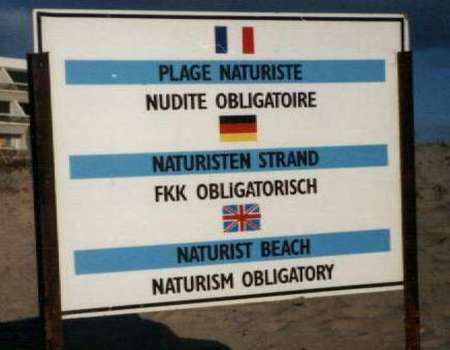 PLAGE NATURISTE
NUDITE OBLIGATOIRE
NATURISTEN STRAND
FKK OBLIGATORISCH
NATURIST BEACH
NATURISM OBLIGATORY